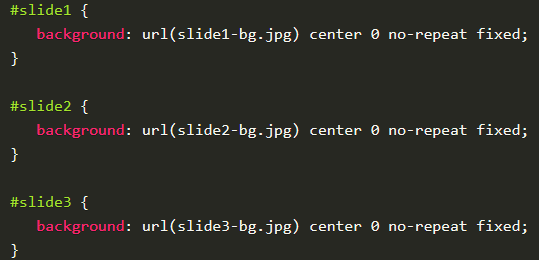 #slide1 {
background: url(slide1-bg.jpg) center 0 no-repeat fixed;
}
#slide2 {
background: url(slide2-bg.jpg) center 0 no-repeat fixed;
}
#slide3 {
background: url(slide3-bg.jpg) center 0 no-repeat fixed;
}